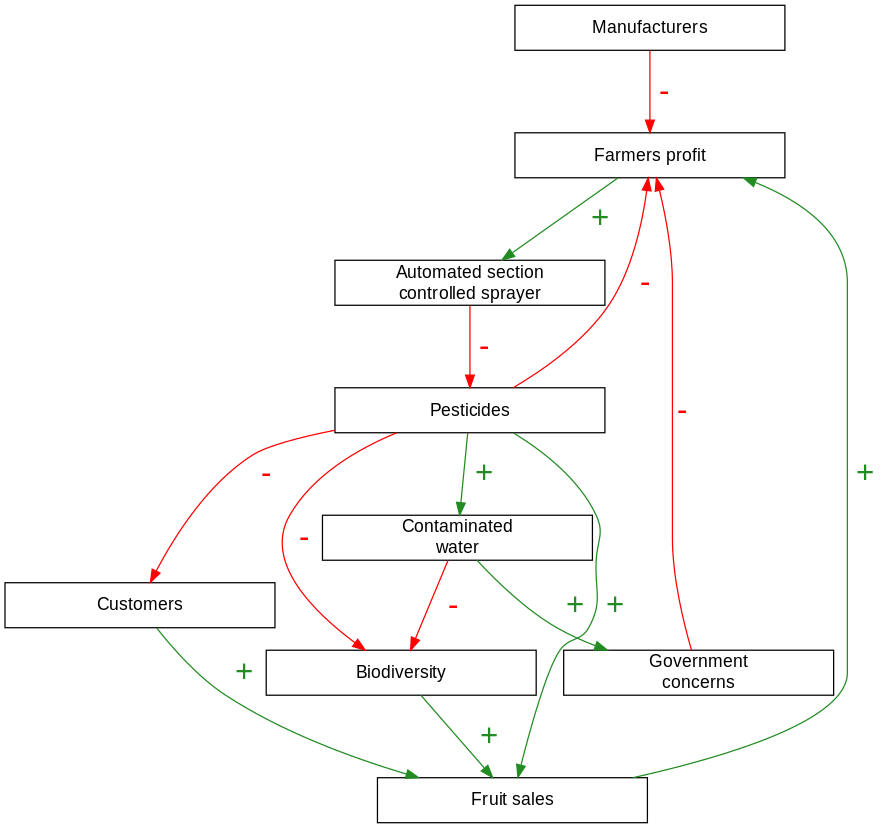 Manufacturers
-
Farmers profit
+
Automated section
controlled sprayer
-
-
Pesticides
-
-
+
+
Contaminated
water
-
Customers
-
+
+
Government
concerns
Biodiversity
+
+
Fruit sales